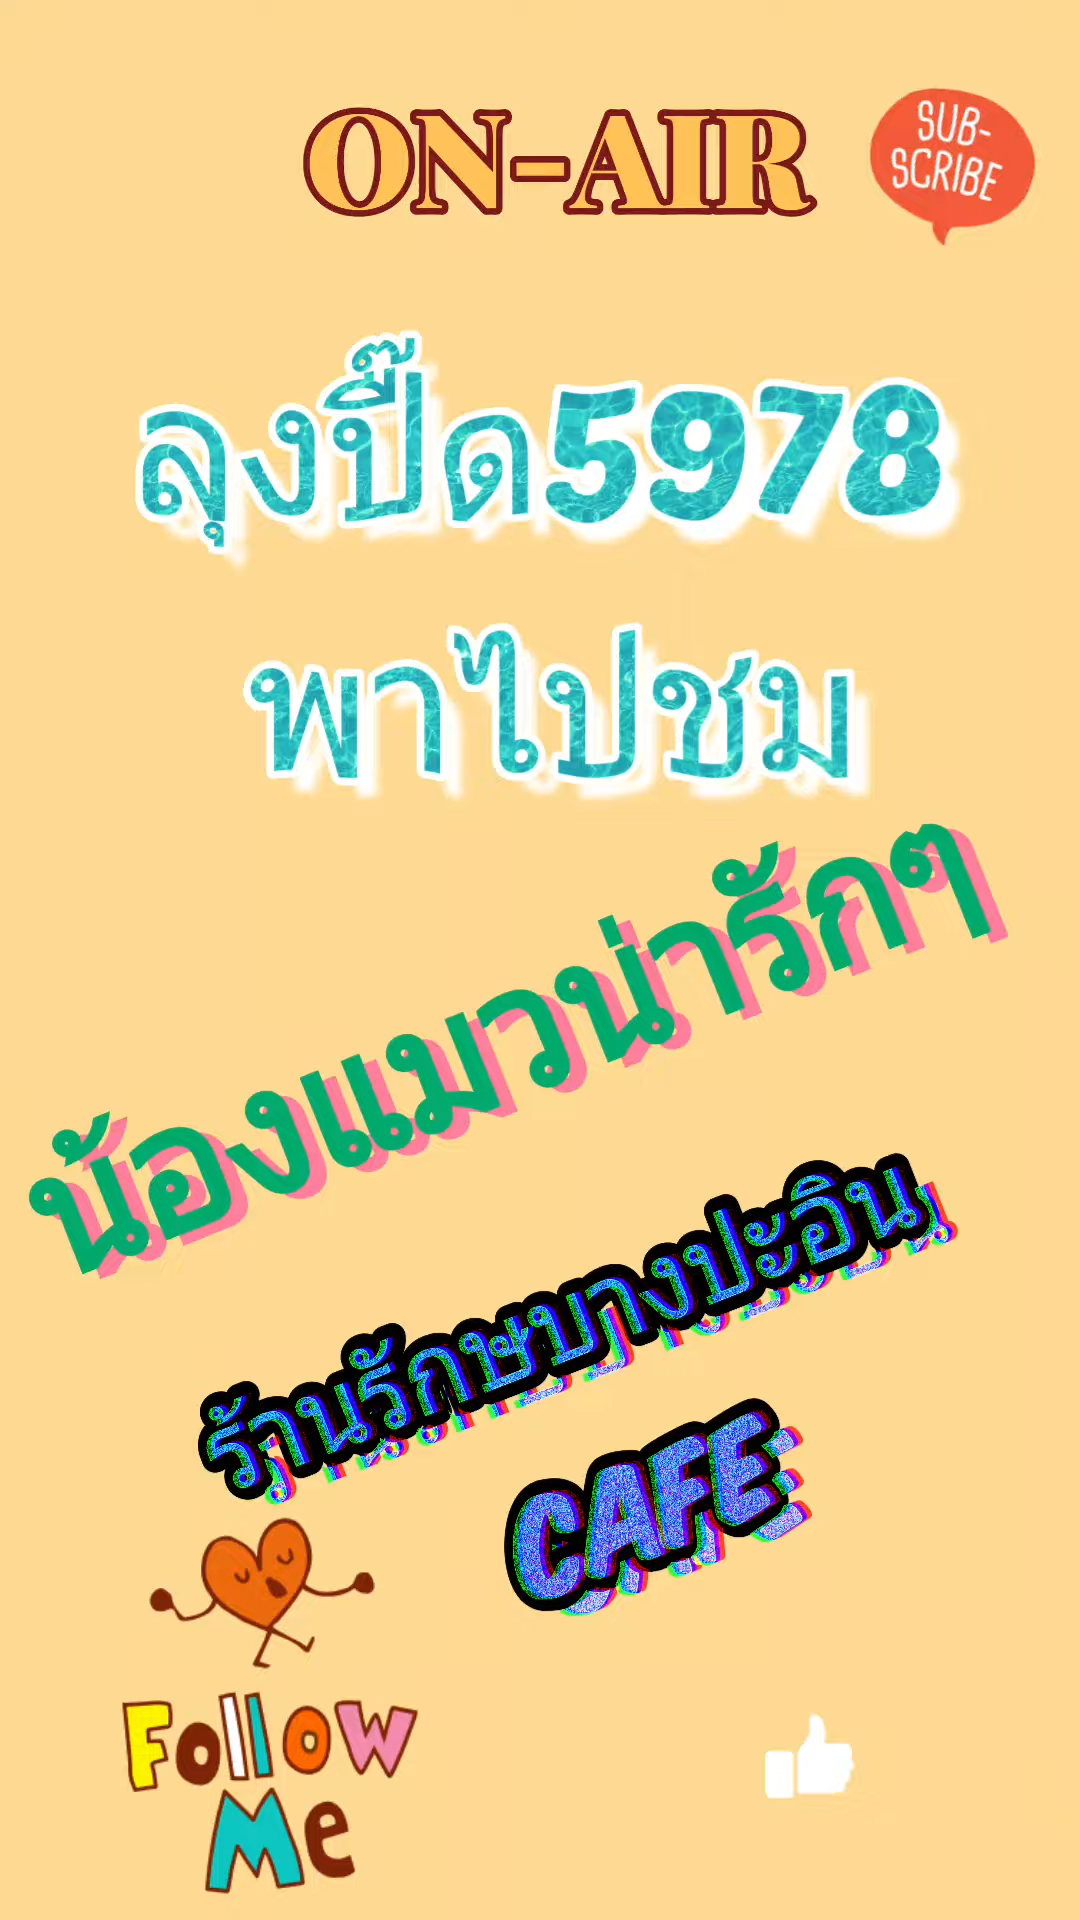 ON-AIR
SUB-
SCRIBE
ลุงปี๊ด5978
พาไปชม
น้องแมวน่ารักๆ
ร้านรักษบางปะอิน
CAFE
Follow
Me